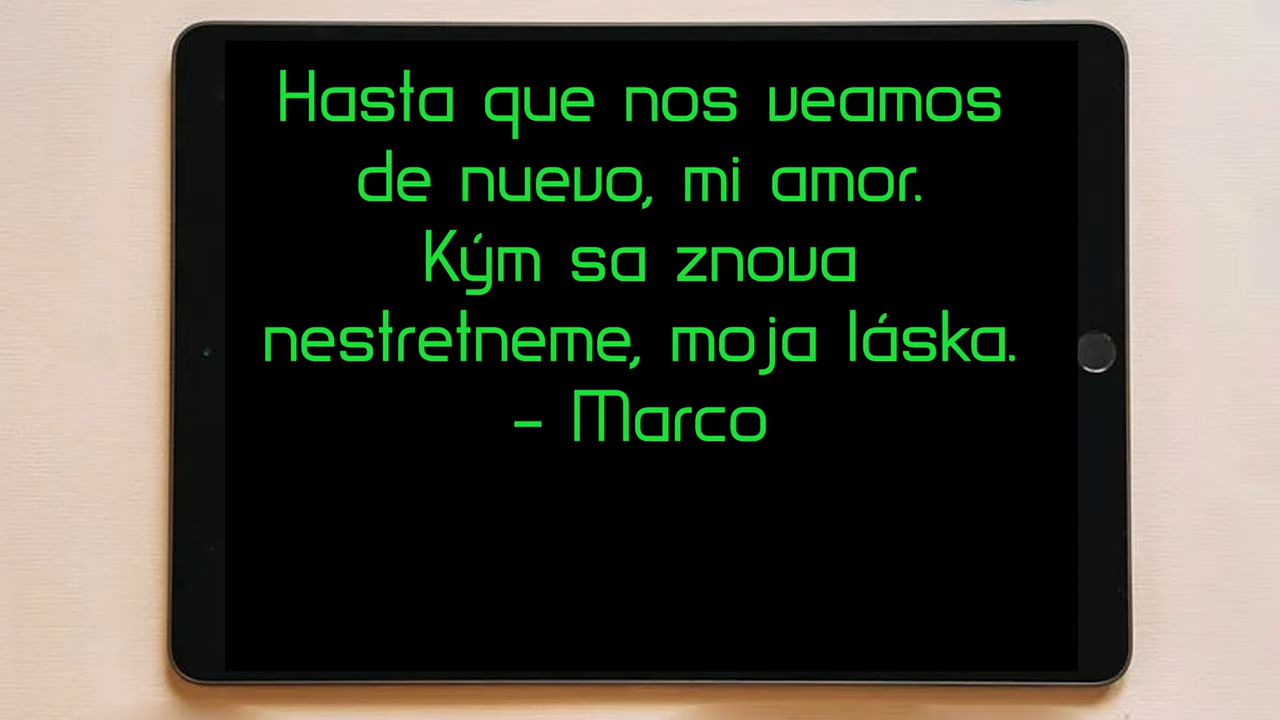 Hasta que nos veamos
de nuevo, mi amor.
Kým sa znova
nestretneme, moja láska.
- Marco